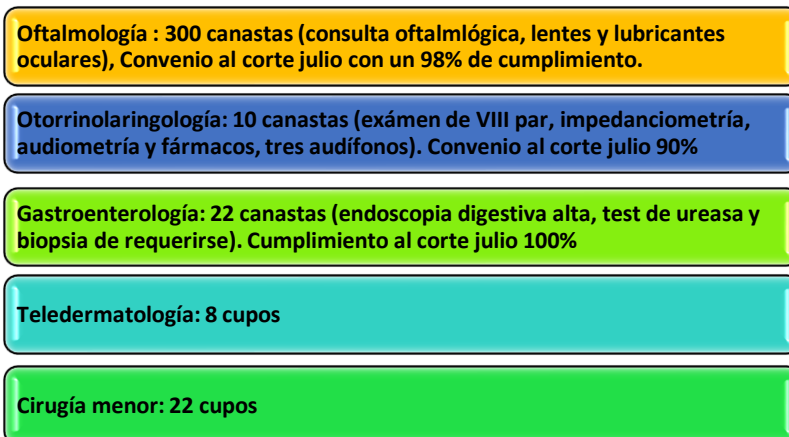 Oftalmología : 300 canastas (consulta oftalmlógica, lentes y lubricantes
oculares), Convenio al corte julio con un 98% de cumplimiento.
Otorrinolaringología: 10 canastas (exámen de VIII par, impedanciometría,
audiometría y fármacos, tres audífonos). Convenio al corte julio 90%
Gastroenterología: 22 canastas (endoscopia digestiva alta, test de ureasa y
biopsia de requerirse). Cumplimiento al corte julio 100%
Teledermatología: 8 cupos
Cirugía menor: 22 cupos